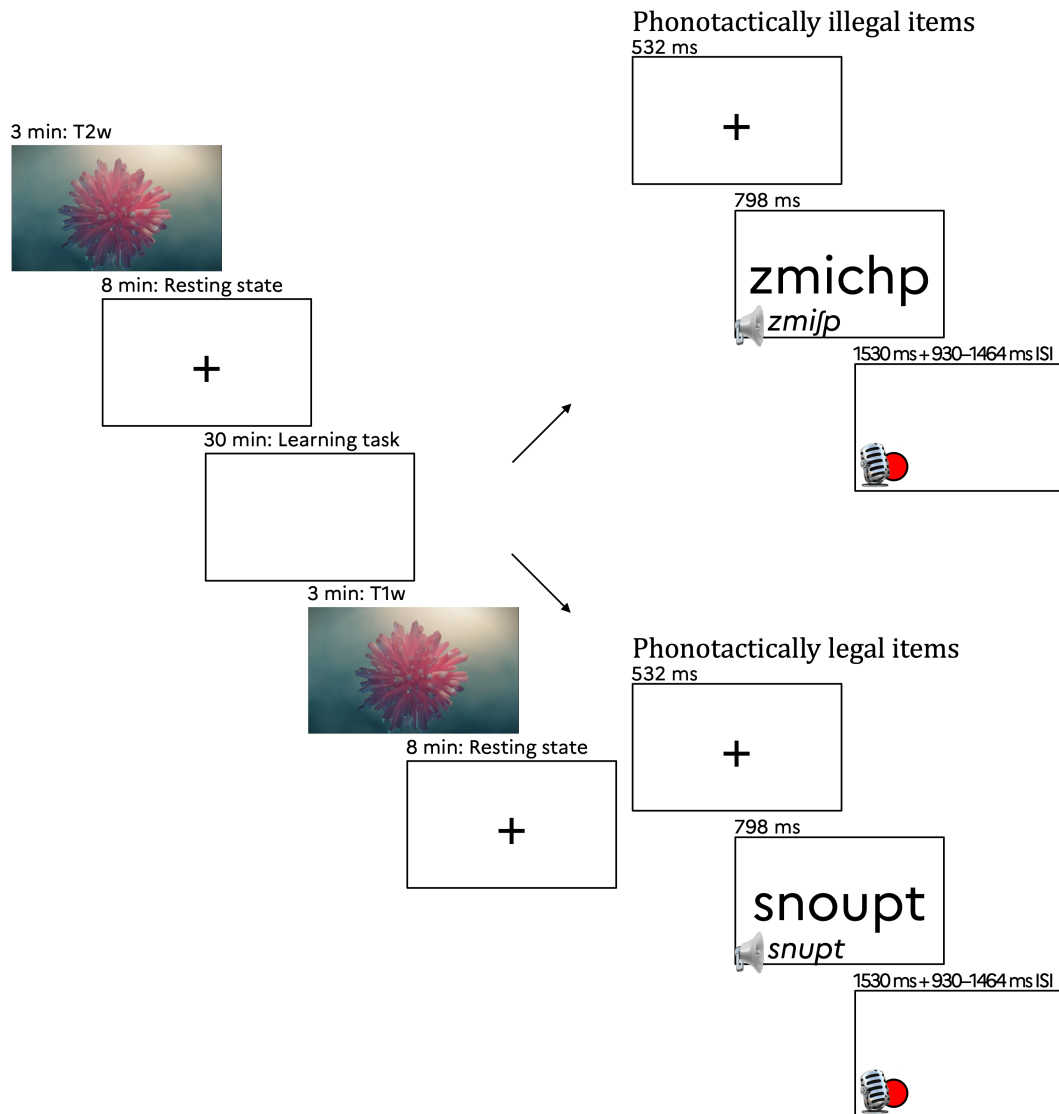 3 min: T2w
8 min: Resting state
+
30 min: Learning task
3 min: T1w
8 min: Resting state
+
Phonotactically illegal items
532 ms
+
798 ms
zmichp
zmiʃp
1530 ms + 930–1464 ms ISI
Phonotactically legal items
532 ms
+
798 ms
snoupt
snupt
1530 ms + 930–1464 ms ISI